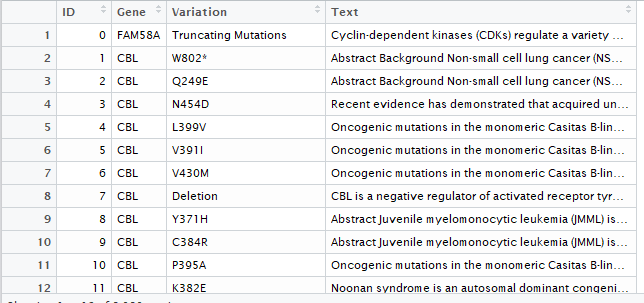 ID Gene Variation Text
1 0 FAM58A Truncating Mutations Cyclin-dependent kinases (CDKs) regulate a variety ...
2 1 CBL W802* Abstract Background Non-small cell lung cancer (NS...
3 2 CBL Q249E Abstract Background Non-small cell lung cancer (NS...
4 3 CBL N454D Recent evidence has demonstrated that acquired un...
5 4 CBL L399V Oncogenic mutations in the monomeric Casitas B-lin...
6 5 CBL V391I Oncogenic mutations in the monomeric Casitas B-lin...
7 6 CBL V430M Oncogenic mutations in the monomeric Casitas B-lin...
8 7 CBL Deletion CBL is a negative regulator of activated receptor tyr...
9 8 CBL Y371H Abstract Juvenile myelomonocytic leukemia (JMML) is...
10 9 CBL C384R Abstract Juvenile myelomonocytic leukemia (JMML) is...
11 10 CBL P395A Oncogenic mutations in the monomeric Casitas B-lin...
12 11 CBL K382E Noonan syndrome is an autosomal dominant congeni...